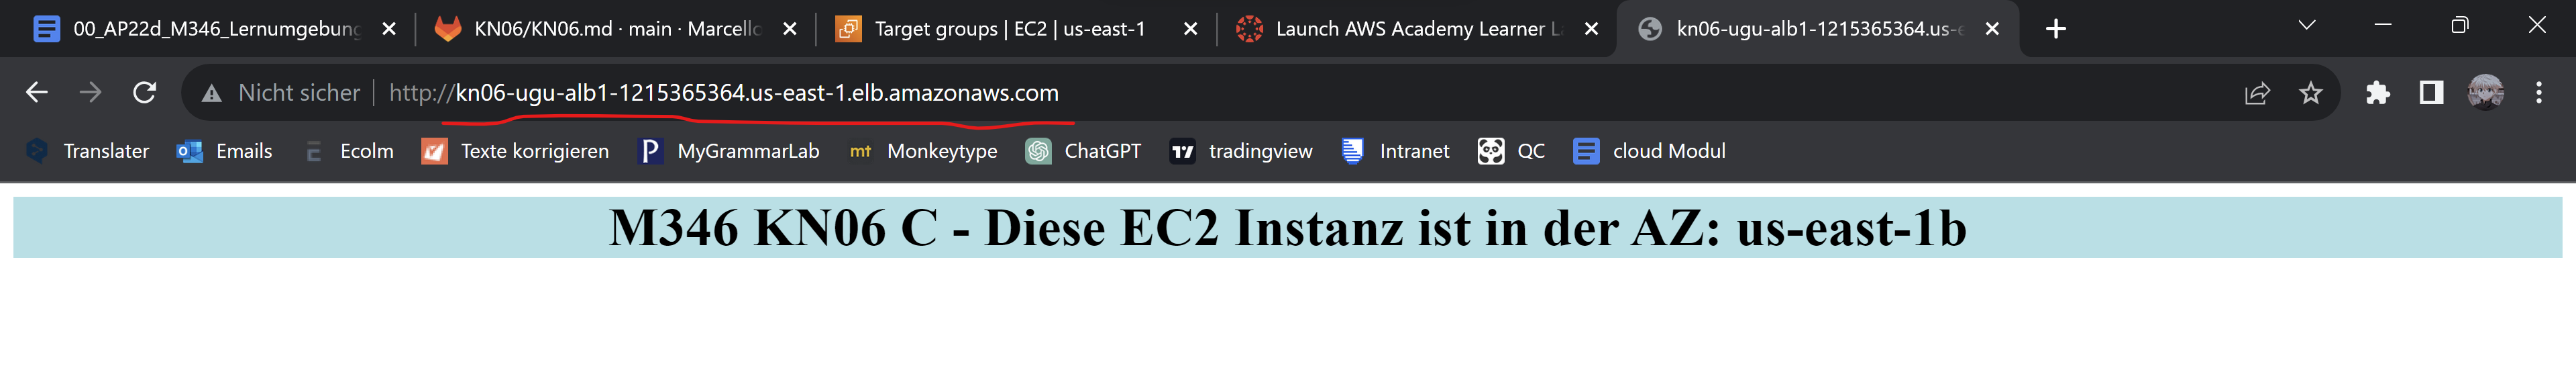 00_AP22d_M346_Lernumgebung
KN06/KN06.md · main · Marcello
Target groups | EC2 | us-east-1
Launch AWS Academy Learner L
kn06-ugu-alb1-1215365364.us-e
Nicht sicher | http://kn06-ugu-alb1-1215365364.us-east-1.elb.amazonaws.com
Translater Emails Ecolm Texte korrigieren P MyGrammarLab mt Monkeytype ChatGPT tradingview Intranet QC cloud Modul
M346 KN06 C - Diese EC2 Instanz ist in der AZ: us-east-1b